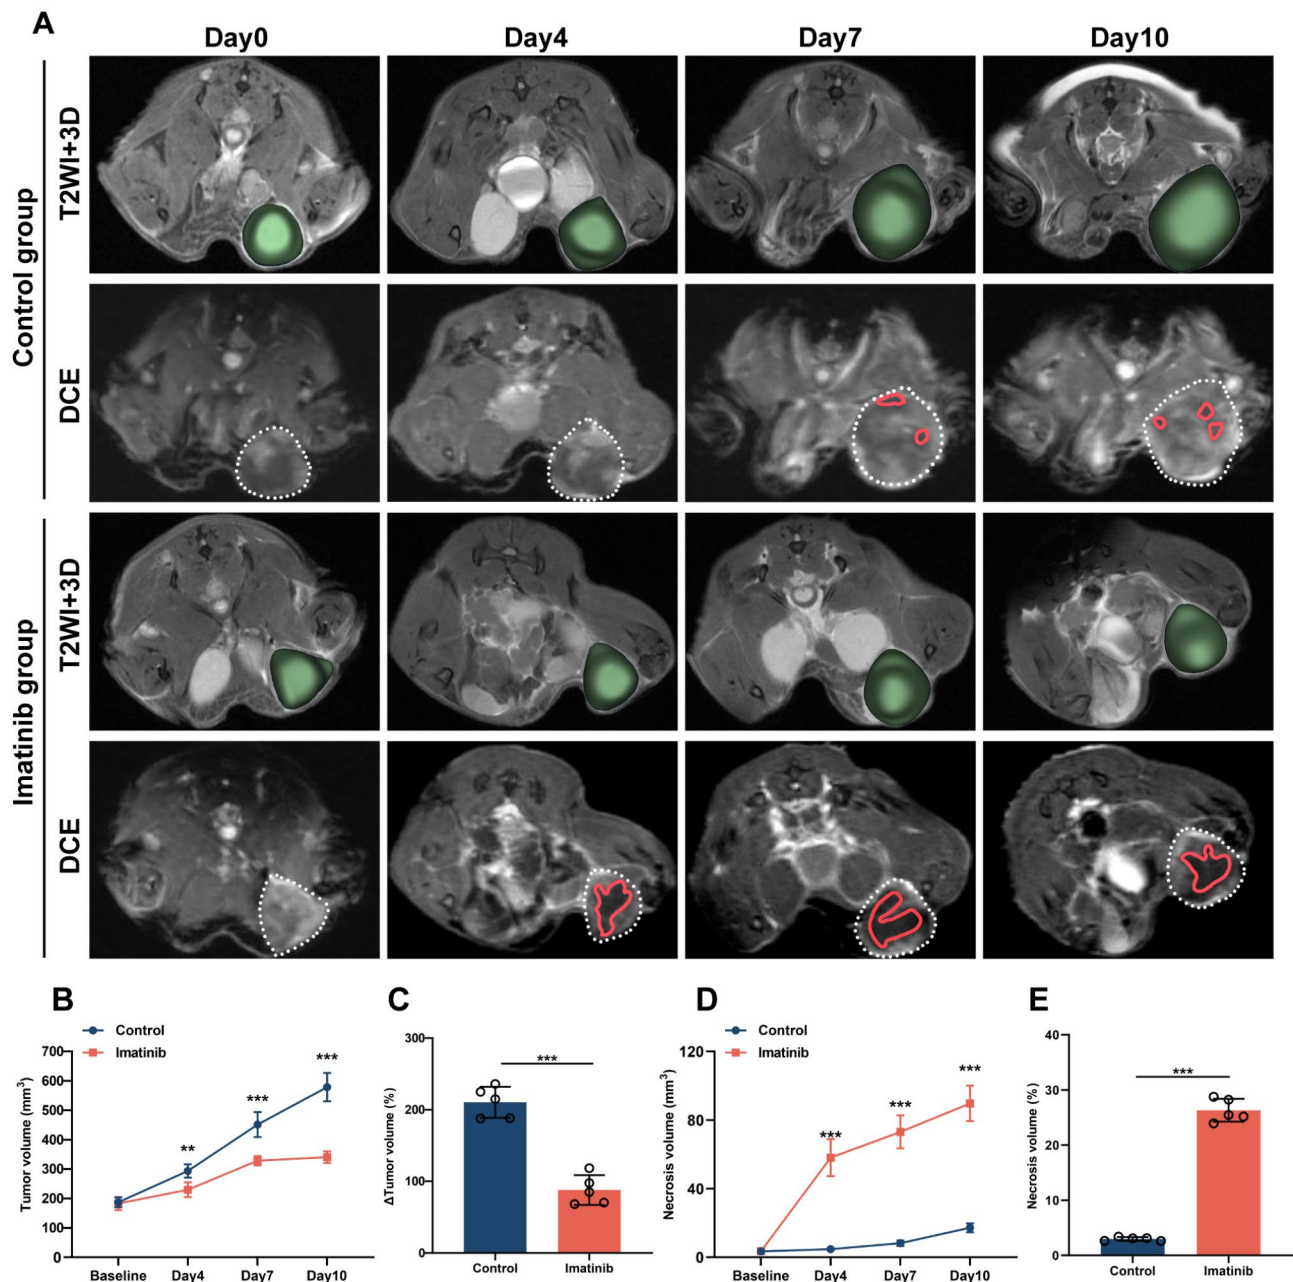 A
Day0 Day4 Day7 Day10
Control group
T2WI+3D
DCE
Imatinib group
T2WI+3D
DCE
B
Control
Imatinib
Tumor volume (mm3)
700
600
500
400
300
200
100
0
** *** ***
Baseline Day4 Day7 Day10
C
ΔTumor volume (%)
300
200
100
0
***
Control Imatinib
D
Control
Imatinib
Necrosis volume (mm3)
120
80
40
0
*** *** ***
Baseline Day4 Day7 Day10
E
Necrosis volume (%)
40
30
20
10
0
***
Control Imatinib